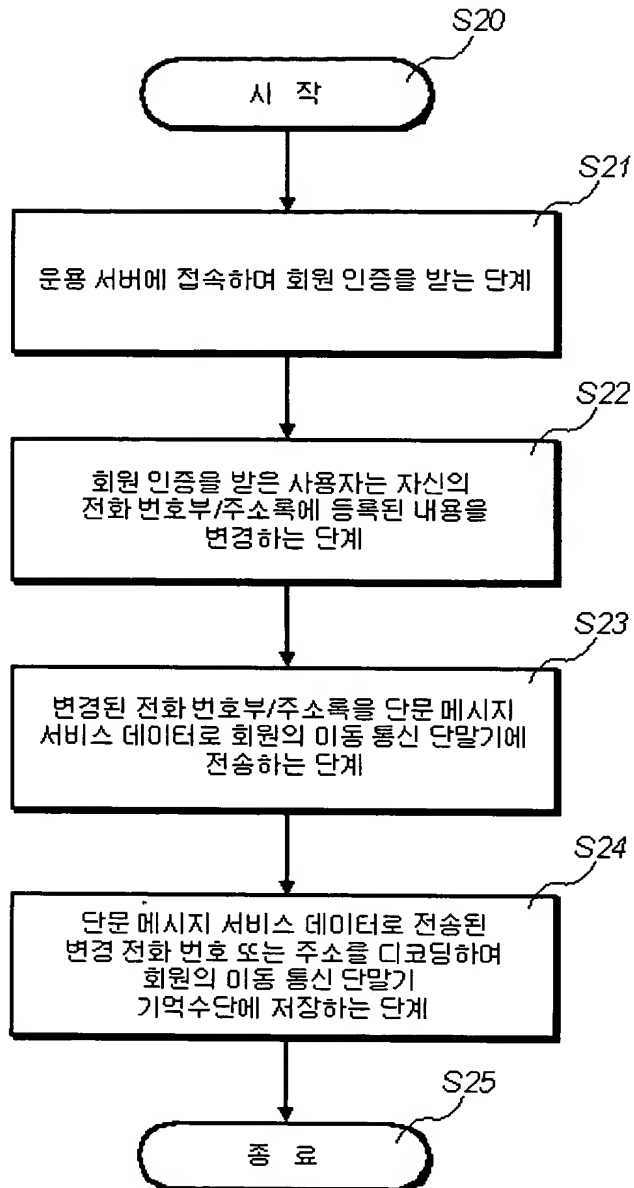 S20
시 작
S21
운용 서버에 접속하며 회원 인증을 받는 단계
S22
회원 인증을 받은 사용자는 자신의
전화 번호부/주소록에 등록된 내용을
변경하는 단계
S23
변경된 전화 번호부/주소록을 단문 메시지
서비스 데이터로 회원의 이동 통신 단말기에
전송하는 단계
S24
단문 메시지 서비스 데이터로 전송된
변경 전화 번호 또는 주소를 디코딩하며
회원의 이동 통신 단말기
기억수단에 저장하는 단계
S25
종 료